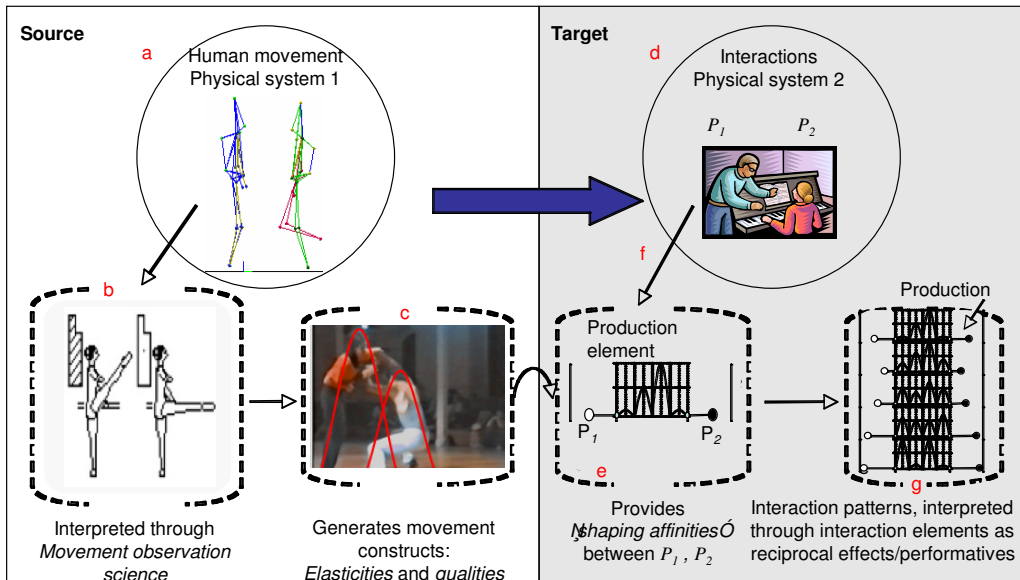 Source
a
Human movement
Physical system 1
b
Interpreted through
Movement observation
science
c
Generates movement
constructs:
Elasticities and qualities
Target
d
Interactions
Physical system 2
P1 P2
f
Production
element
P1 P2
e
Provides
shaping affinitiesÓ
between P1 , P2
Production
g
Interaction patterns, interpreted
through interaction elements as
reciprocal effects/performatives